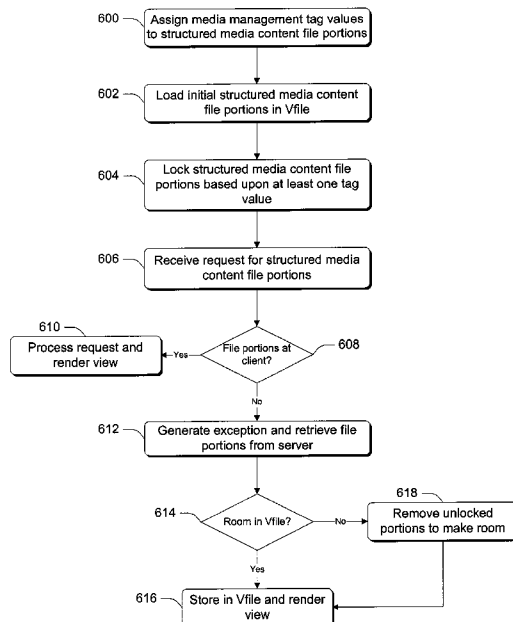 600
Assign media management tag values
to structured media content file portions
602
Load initial structured media content
file portions in Vfile
604
Lock structured media content file
portions based upon at least one tag
value
606
Receive request for structured media
content file portions
610
Process request and
render view
Yes
File portions at
client?
608
No
612
Generate exception and retrieve file
portions from server
614
Room in Vfile?
No
618
Remove unlocked
portions to make room
Yes
616
Store in Vfile and render
view